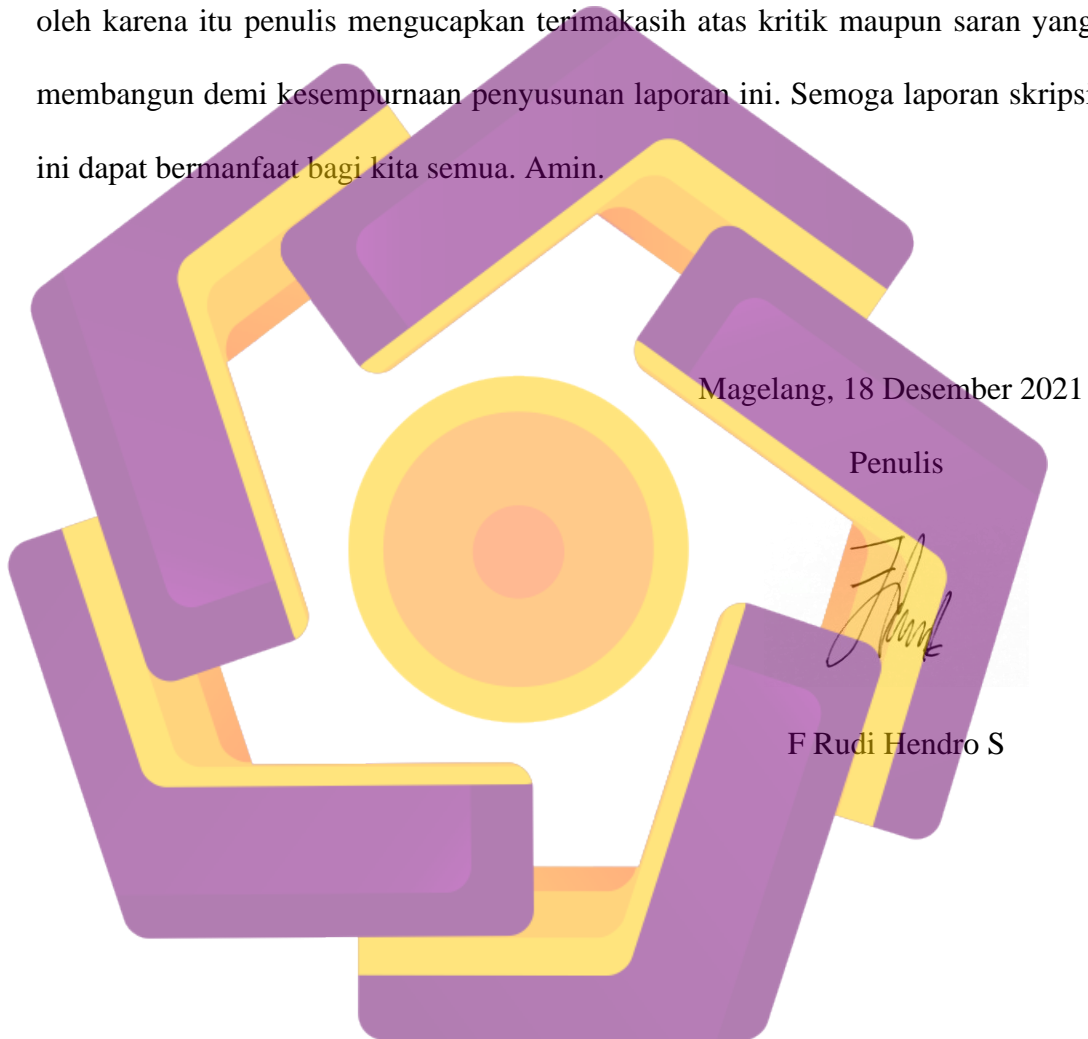 oleh karena itu penulis mengucapkan terimakasih atas kritik maupun saran yang
membangun demi kesempurnaan penyusunan laporan ini. Semoga laporan skripsi
ini dapat bermanfaat bagi kita semua. Amin.
Magelang, 18 Desember 2021
Penulis
F Rudi Hendro S